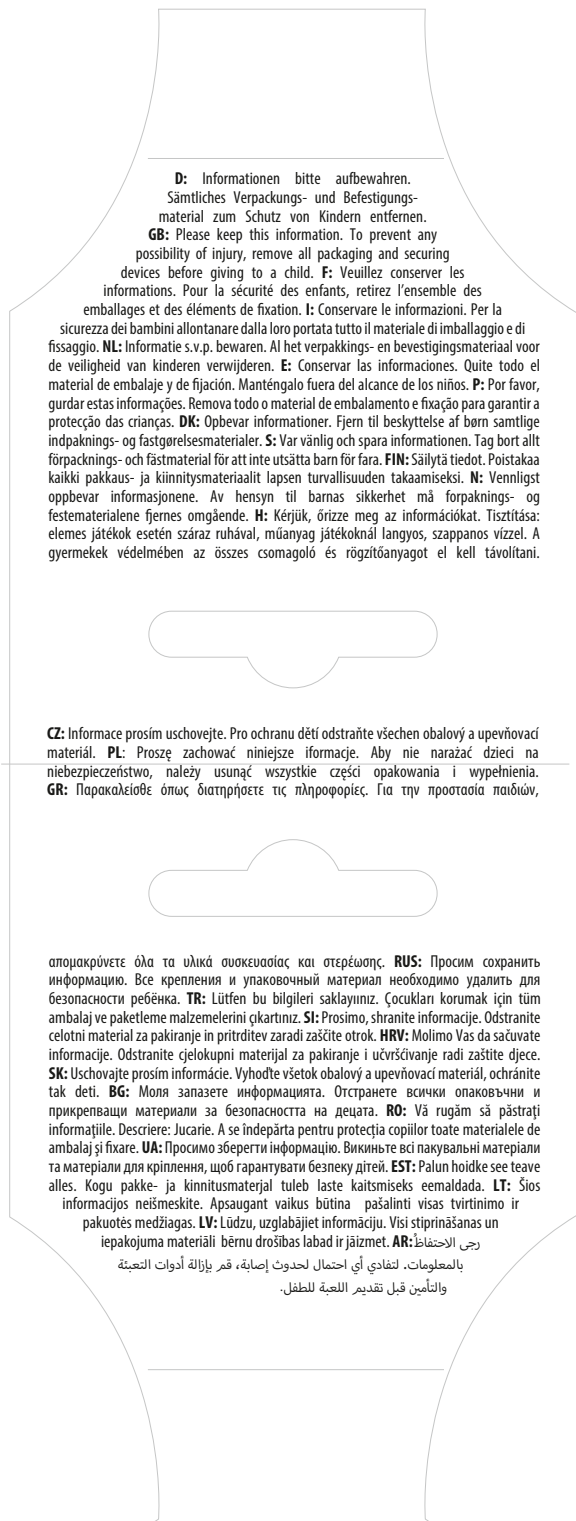 D: Informationen bitte aufbewahren.
Sämtliches Verpackungs- und Befestigungs-
material zum Schutz von Kindern entfernen.
GB: Please keep this information. To prevent any
possibility of injury, remove all packaging and securing
devices before giving to a child. F: Veuillez conserver les
informations. Pour la sécurité des enfants, retirez l'ensemble des
emballages et des éléments de fixation. I: Conservare le informazioni. Per la
sicurezza dei bambini allontanare dalla loro portata tutto il materiale di imballaggio e di
fissaggio. NL: Informatie s.v.p. bewaren. Al het verpakkings- en bevestigingsmateriaal voor
de veiligheid van kinderen verwijderen. E: Conservar las informaciones. Quite todo el
material de embalaje y de fijación. Manténgalo fuera del alcance de los niños. P: Por favor,
gurdar estas informações. Remova todo o material de embalamento e fixação para garantir a
protecção das crianças. DK: Opbevar informationer. Fjern til beskyttelse af børn samtlige
indpaknings- og fastgørelsesmaterialer. S: Var vänlig och spara informationen. Tag bort allt
förpacknings- och fästmaterial för att inte utsätta barn för fara. FIN: Säilytä tiedot. Poistakaa
kaikki pakkaus- ja kiinnitysmateriaalit lapsen turvallisuuden takaamiseksi. N: Vennligst
oppbevar informasjonene. Av hensyn til barnas sikkerhet må forpaknings- og
festematerialene fjernes omgående. H: Kérjük, őrizze meg az információkat. Tisztítása:
elemes játékok esetén száraz ruhával, műanyag játékoknál langyos, szappanos vízzel. A
gyermekek védelmében az összes csomagoló és rögzítőanyagot el kell távolítani.
CZ: Informace prosím uschovejte. Pro ochranu dětí odstraňte všechen obalový a upevňovací
materiál. PL: Proszę zachować niniejsze iformacje. Aby nie narażać dzieci na
niebezpieczeństwo, należy usunąć wszystkie części opakowania i wypełnienia.
GR: Παρακαλείσθε όπως διατηρήσετε τις πληροφορίες. Για την προστασία παιδιών,
απομακρύνετε όλα τα υλικά συσκευασίας και στερέωσης. RUS: Просим сохранить
информацию. Все крепления и упаковочный материал необходимо удалить для
безопасности ребёнка. TR: Lütfen bu bilgileri saklayıınız. Çocukları korumak için tüm
ambalaj ve paketleme malzemelerini çıkartınız. SI: Prosimo, shranite informacije. Odstranite
celotni material za pakiranje in pritrditev zaradi zaščite otrok. HRV: Molimo Vas da sačuvate
informacije. Odstranite cjelokupni materijal za pakiranje i učvršćivanje radi zaštite djece.
SK: Uschovajte prosím informácie. Vyhoďte všetok obalový a upevňovací materiál, ochránite
tak deti. BG: Моля запазете информацията. Отстранете всички опаковъчни и
прикрепващи материали за безопасността на децата. RO: Vă rugăm să păstraţi
informaţiile. Descriere: Jucarie. A se îndepărta pentru protecția copiilor toate materialele de
ambalaj şi fixare. UA: Просимо зберегти інформацію. Викиньте всі пакувальні матеріали
та матеріали для кріплення, щоб гарантувати безпеку дітей. EST: Palun hoidke see teave
alles. Kogu pakke- ja kinnitusmaterjal tuleb laste kaitsmiseks eemaldada. LT: Šios
informacijos neišmeskite. Apsaugant vaikus būtina pašalinti visas tvirtinimo ir
pakuotės medžiagas. LV: Lūdzu, uzglabājiet informāciju. Visi stiprināšanas un
iepakojuma materiāli bērnu drošības labad ir jāizmet. AR: رجى الاحتفاظُ
بالمعلومات. لتفادي أي احتمال لحدوث إصابة، قم بإزالة أدوات التعبئة
والتأمين قبل تقديم اللعبة للطفل.